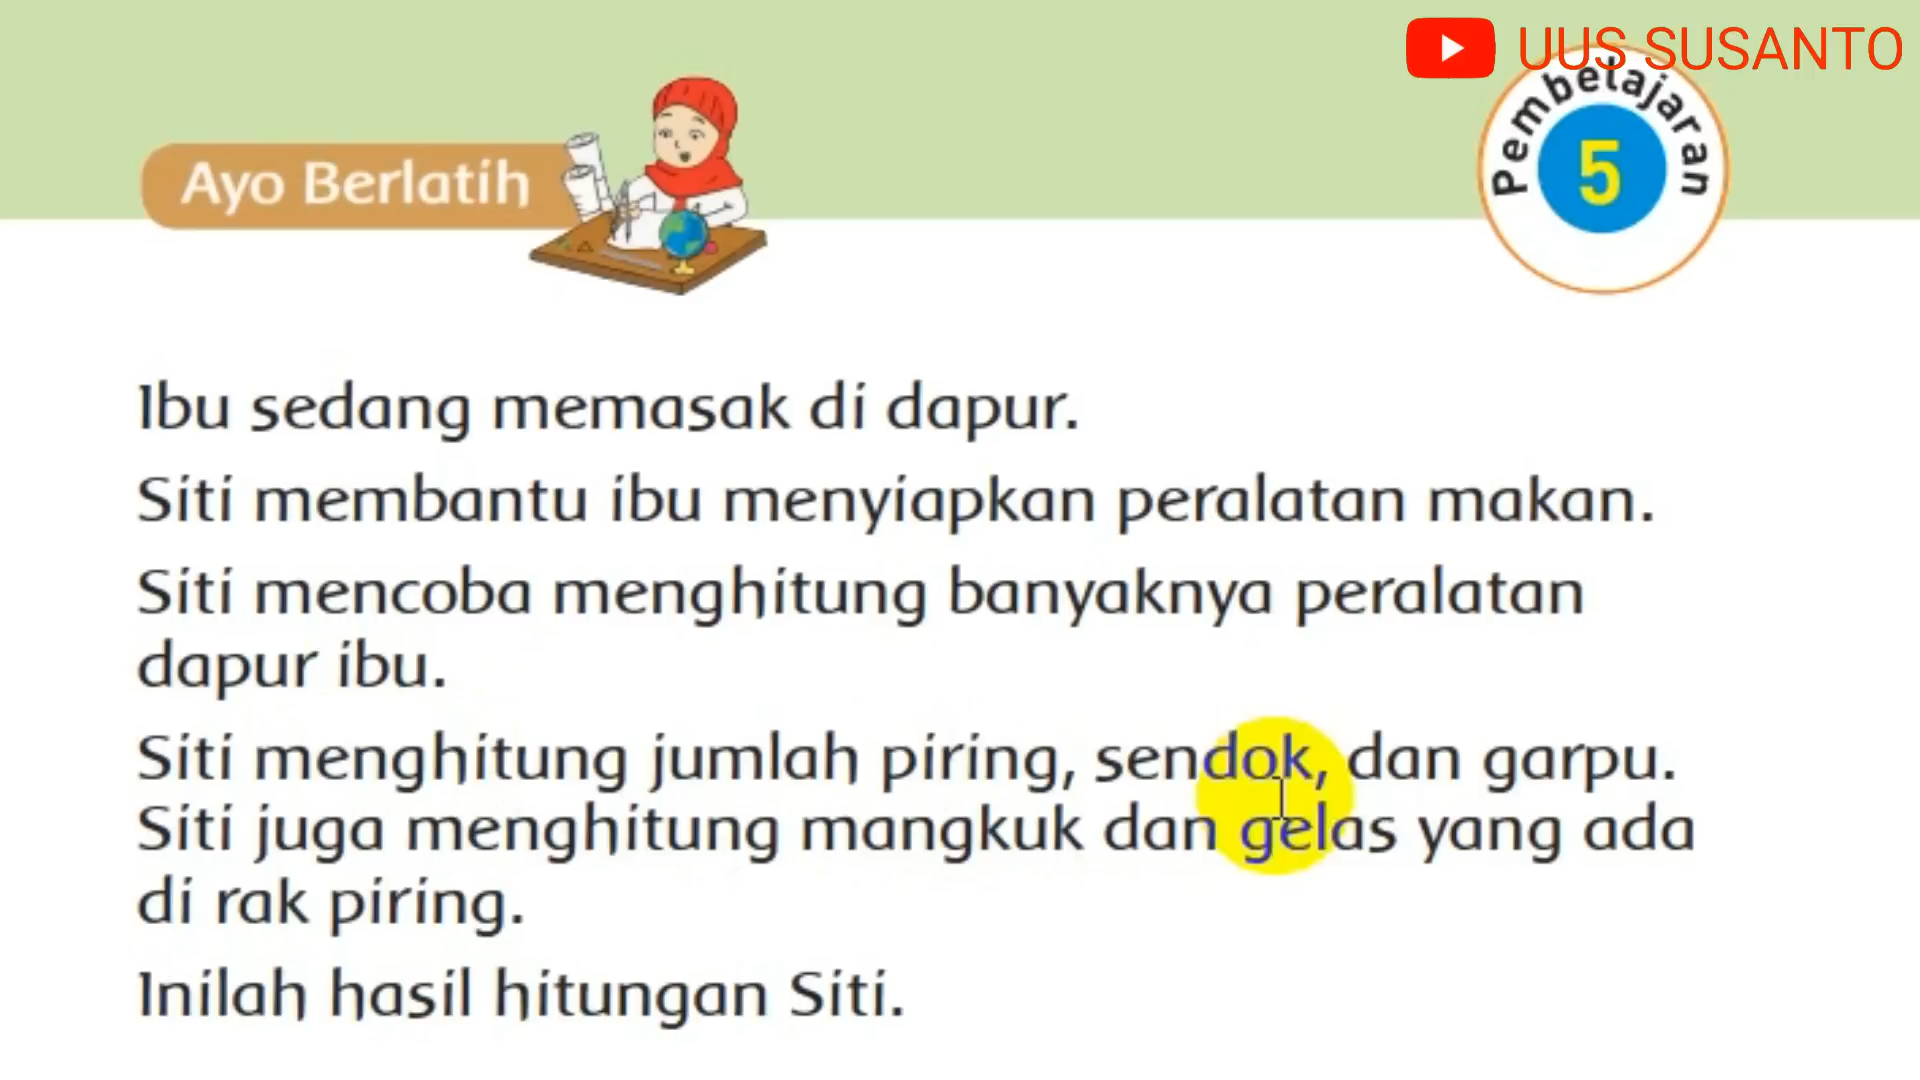 UUS SUSANTO
Pembelajaran
5
Ayo Berlatih
Ibu sedang memasak di dapur.
Siti membantu ibu menyiapkan peralatan makan.
Siti mencoba menghitung banyaknya peralatan
dapur ibu.
Siti menghitung jumlah piring, sendok, dan garpu.
Siti juga menghitung mangkuk dan gelas yang ada
di rak piring.
Inilah hasil hitungan Siti.